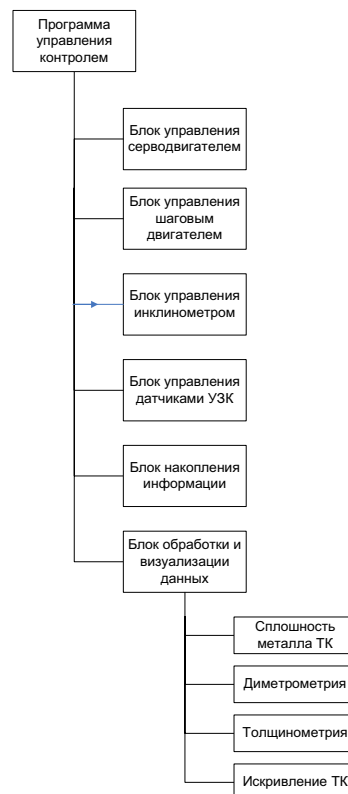 Программа
управления
контролем
Блок управления
серводвигателем
Блок управления
шаговым
двигателем
Блок управления
инклинометром
Блок управления
датчиками УЗК
Блок накопления
информации
Блок обработки и
визуализации
данных
Сплошность
металла ТК
Диметрометрия
Толщинометрия
Искривление ТК